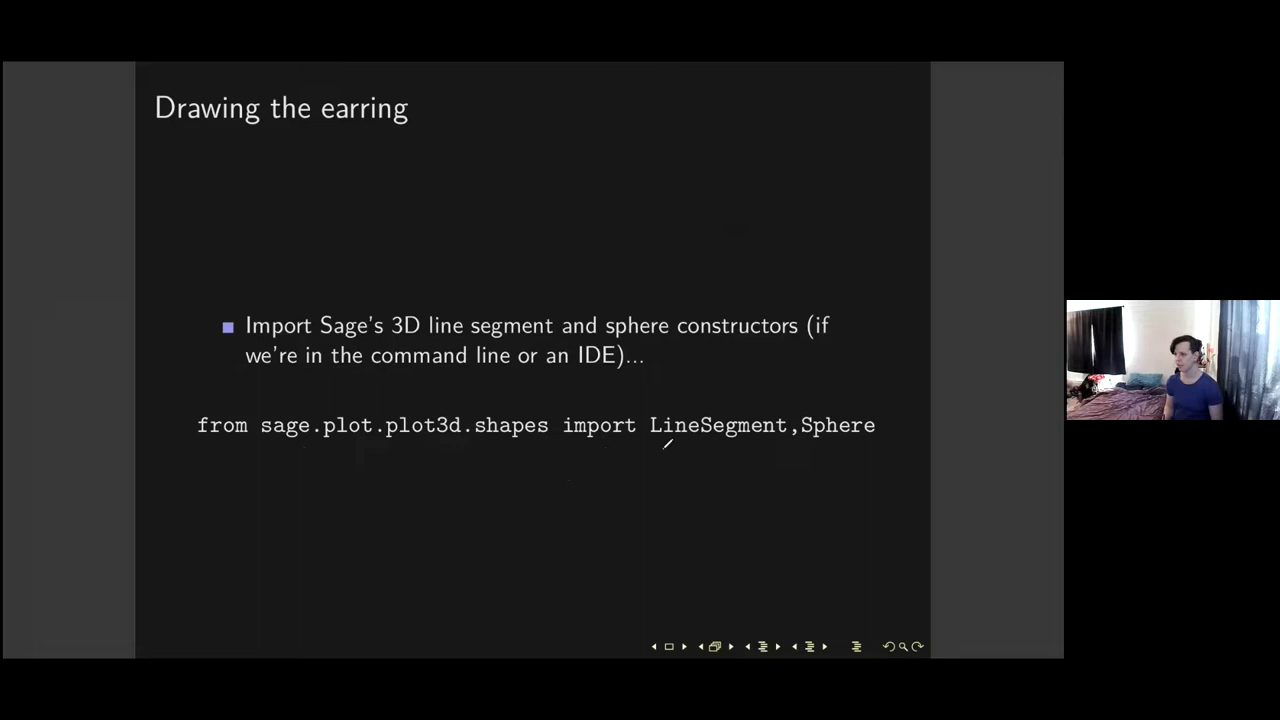 Drawing the earring
Import Sage's 3D line segment and sphere constructors (if
we're in the command line or an IDE)...
from sage.plot.plot3d.shapes import LineSegment,Sphere